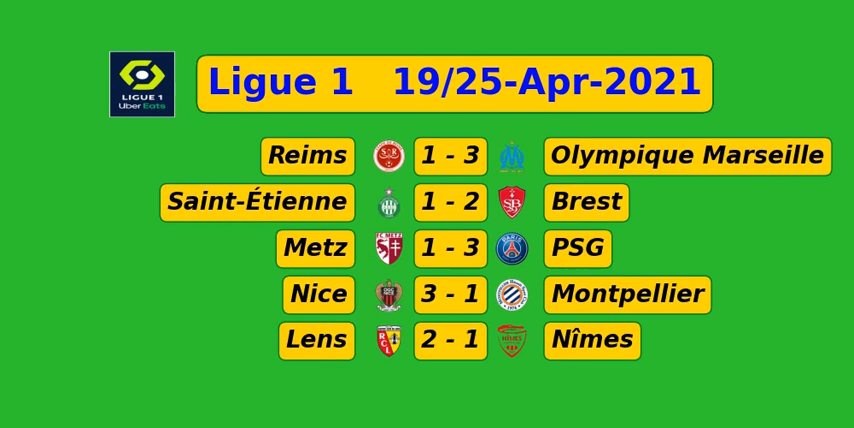 LIGUE 1
Uber Eats
Ligue 1 19/25-Apr-2021
Reims 1 - 3 Olympique Marseille
Saint-Étienne 1 - 2 Brest
Metz 1 - 3 PSG
Nice 3 - 1 Montpellier
Lens 2 - 1 Nîmes